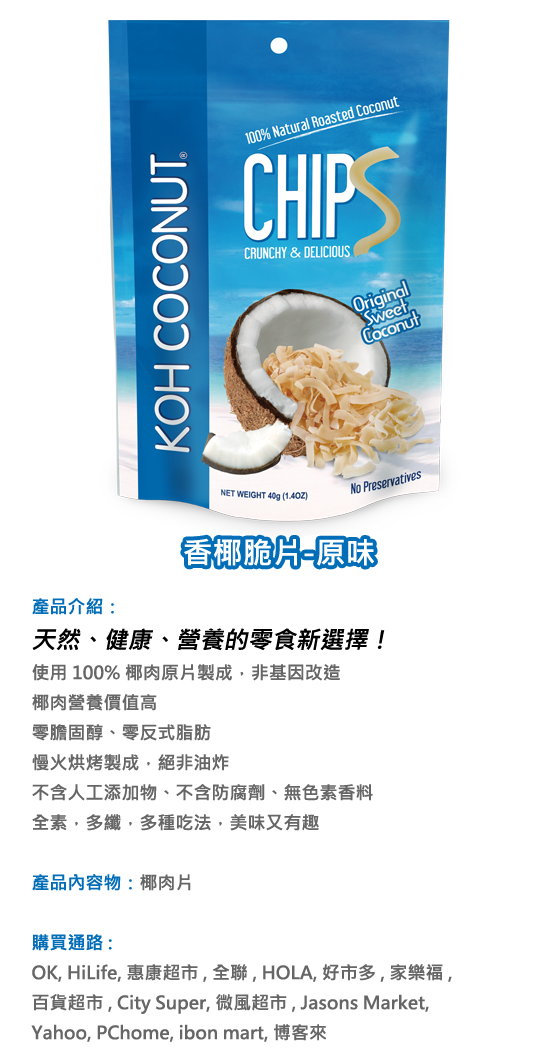 100% Natural Roasted Coconut
CHIPS
CRUNCHY & DELICIOUS
KOH COCONUT®
Original
Sweet
Coconut
NET WEIGHT 40g (1.4OZ)
No Preservatives
香椰脆片-原味
產品介紹：
天然、健康、營養的零食新選擇！
使用 100% 椰肉原片製成，非基因改造
椰肉營養價值高
零膽固醇、零反式脂肪
慢火烘烤製成，絕非油炸
不含人工添加物、不含防腐劑、無色素香料
全素，多纖，多種吃法，美味又有趣
產品內容物：椰肉片
購買通路：
OK, HiLife, 惠康超市 , 全聯 , HOLA, 好市多 , 家樂福 ,
百貨超市 , City Super, 微風超市 , Jasons Market,
Yahoo, PChome, ibon mart, 博客來